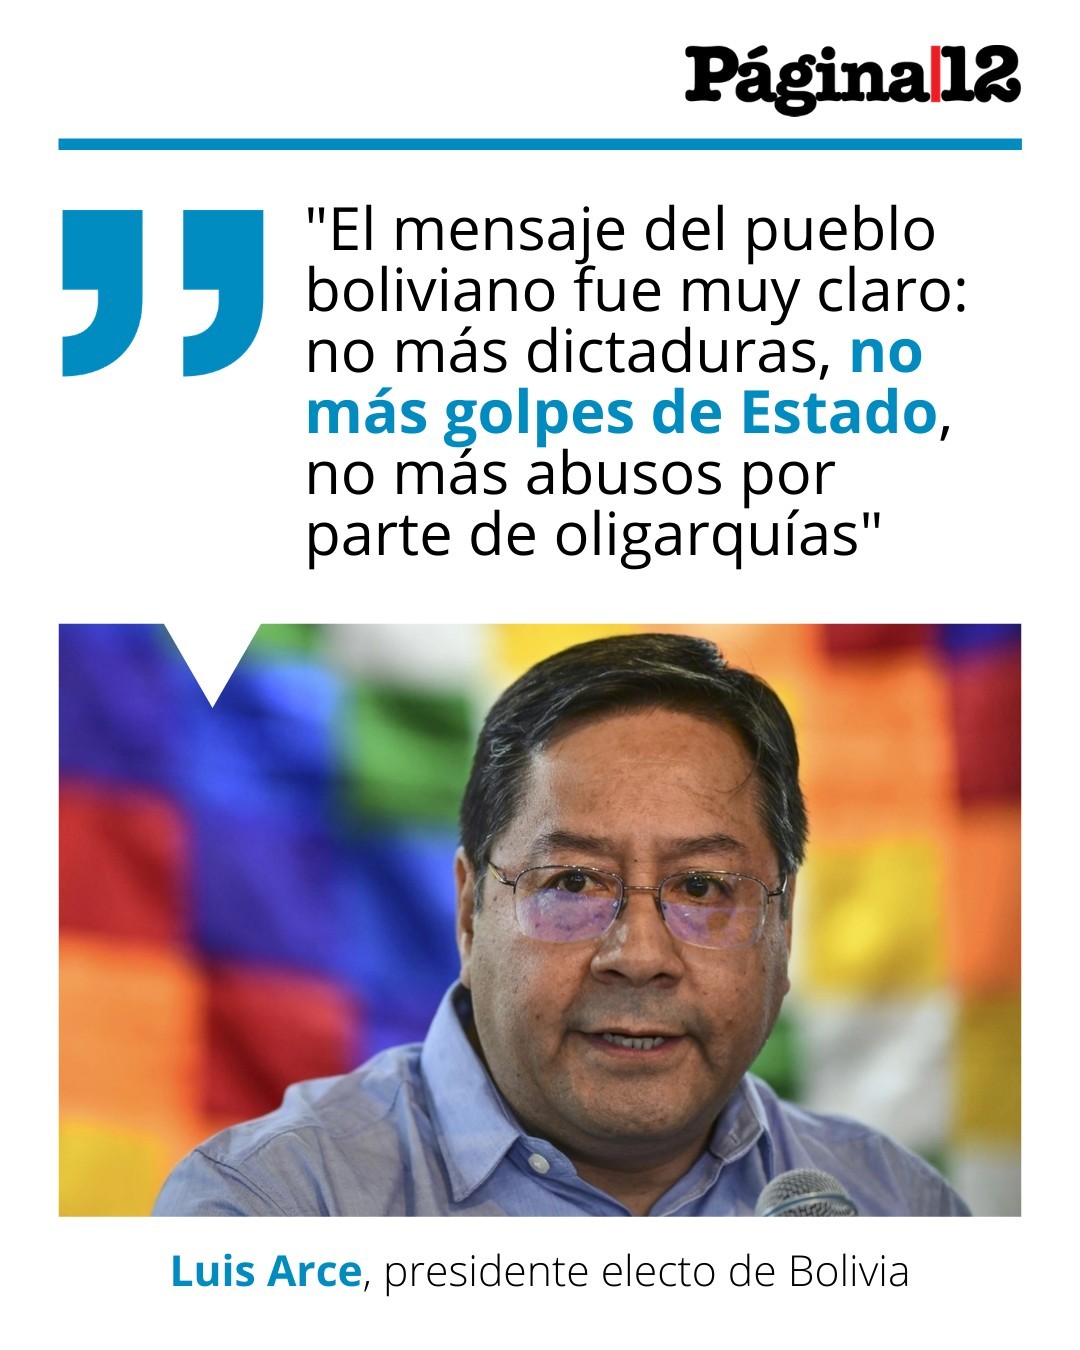 Página|12
"El mensaje del pueblo
boliviano fue muy claro:
no más dictaduras, no
más golpes de Estado,
no más abusos por
parte de oligarquías"
Luis Arce, presidente electo de Bolivia